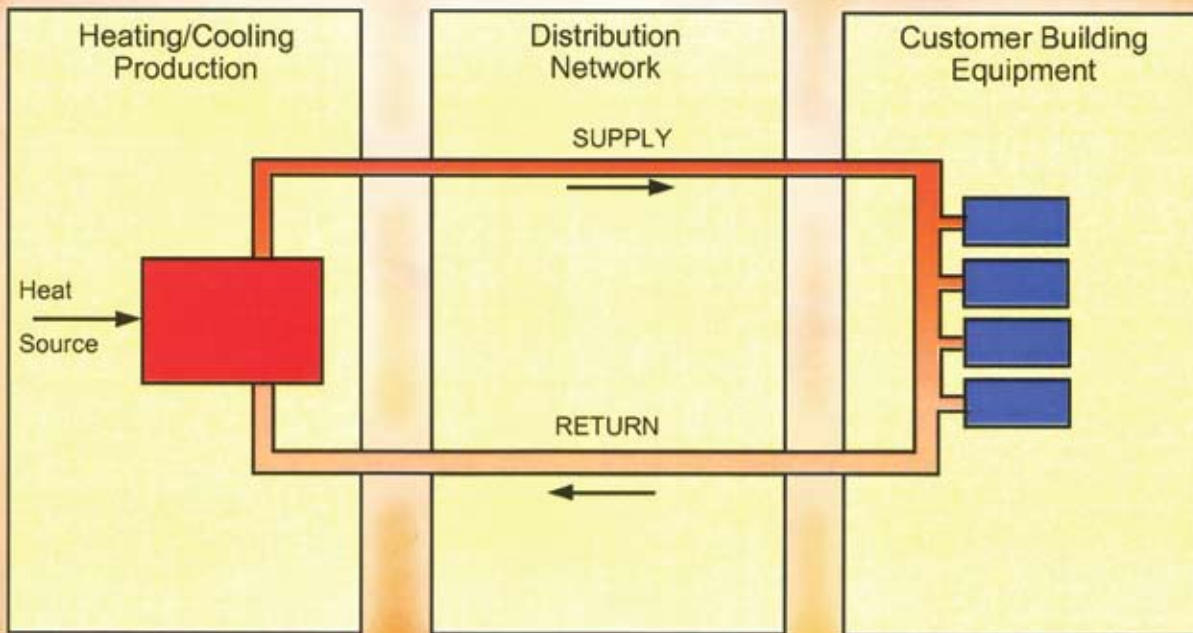 Heating/Cooling
Production
Distribution
Network
Customer Building
Equipment
SUPPLY
Heat
Source
RETURN